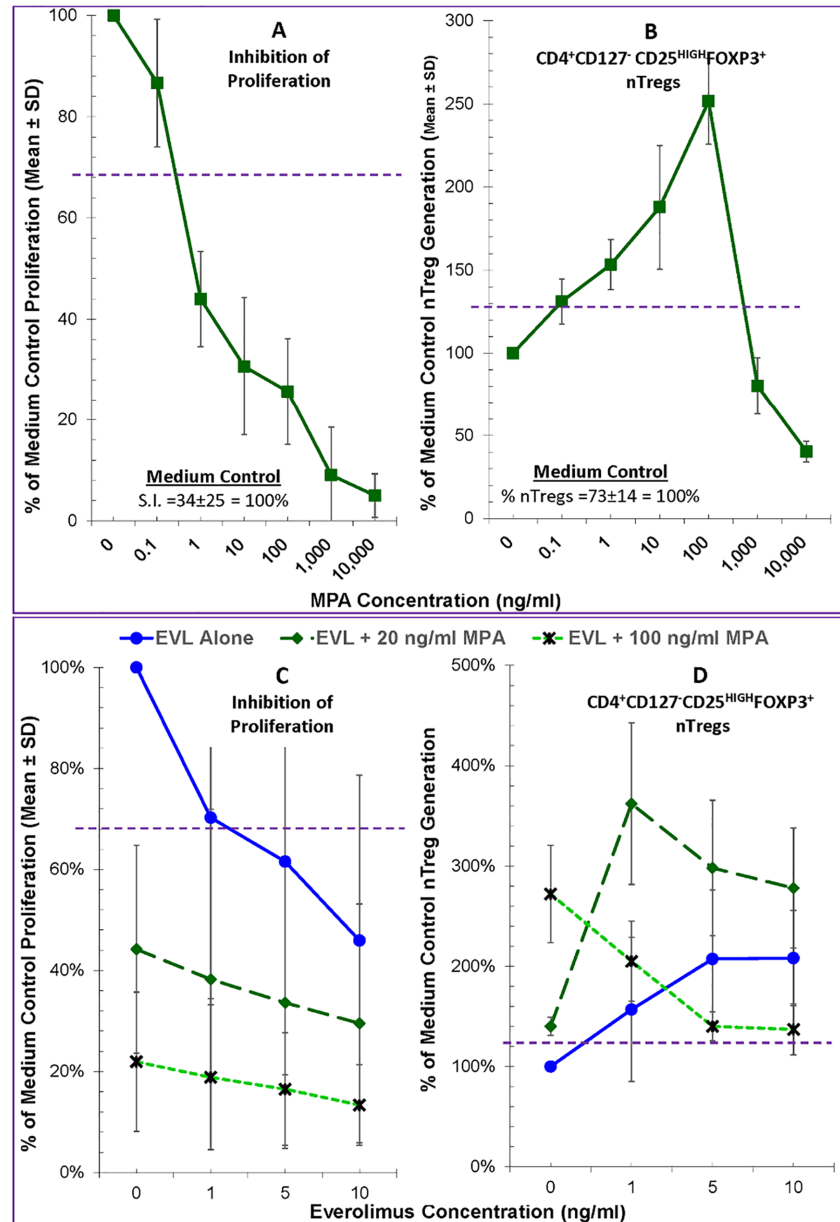 A
Inhibition of
Proliferation
% of Medium Control Proliferation (Mean ± SD)
100
80
60
40
20
0
Medium Control
S.I. =34±25 = 100%
0
0.1
1
10
100
1,000
10,000
B
CD4⁺CD127⁻ CD25ᴴᴵᴳᴴFOXP3⁺
nTregs
% of Medium Control nTreg Generation (Mean ± SD)
300
250
200
150
100
50
0
Medium Control
% nTregs =73±14 = 100%
0
0.1
1
10
100
1,000
10,000
MPA Concentration (ng/ml)
EVL Alone
EVL + 20 ng/ml MPA
EVL + 100 ng/ml MPA
C
Inhibition of
Proliferation
% of Medium Control Proliferation (Mean ± SD)
100%
80%
60%
40%
20%
0%
0
1
5
10
D
CD4⁺CD127⁻CD25ᴴᴵᴳᴴFOXP3⁺
nTregs
% of Medium Control nTreg Generation
500%
400%
300%
200%
100%
0%
0
1
5
10
Everolimus Concentration (ng/ml)